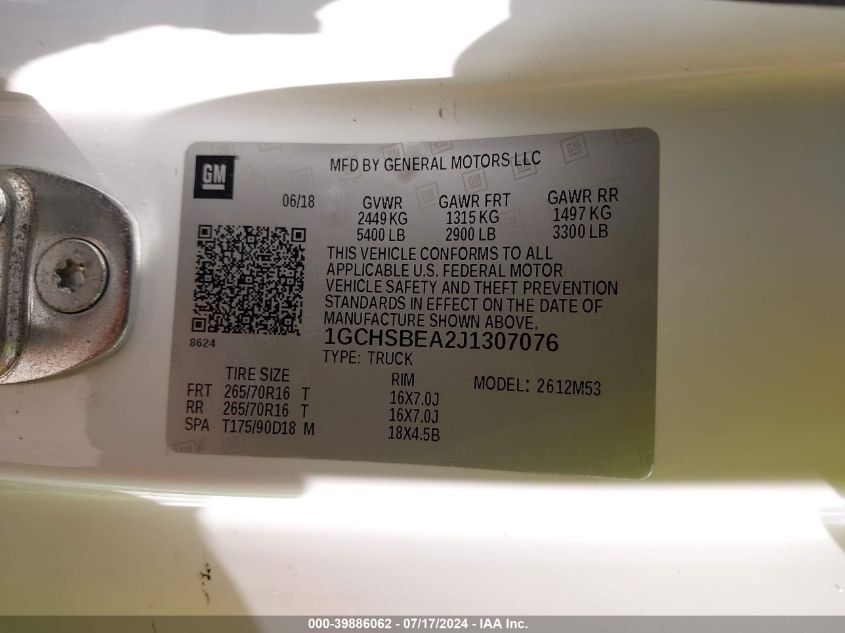 GM
MFD BY GENERAL MOTORS LLC
06/18 GVWR GAWR FRT GAWR RR
2449 KG 1315 KG 1497 KG
5400 LB 2900 LB 3300 LB
THIS VEHICLE CONFORMS TO ALL
APPLICABLE U.S. FEDERAL MOTOR
VEHICLE SAFETY AND THEFT PREVENTION
STANDARDS IN EFFECT ON THE DATE OF
MANUFACTURE SHOWN ABOVE.
8624
1GCHSBEA2J1307076
TYPE: TRUCK
TIRE SIZE RIM MODEL: 2612M53
FRT 265/70R16 T 16X7.0J
RR 265/70R16 T 16X7.0J
SPA T175/90D18 M 18X4.5B
000-39886062 - 07/17/2024 - IAA Inc.